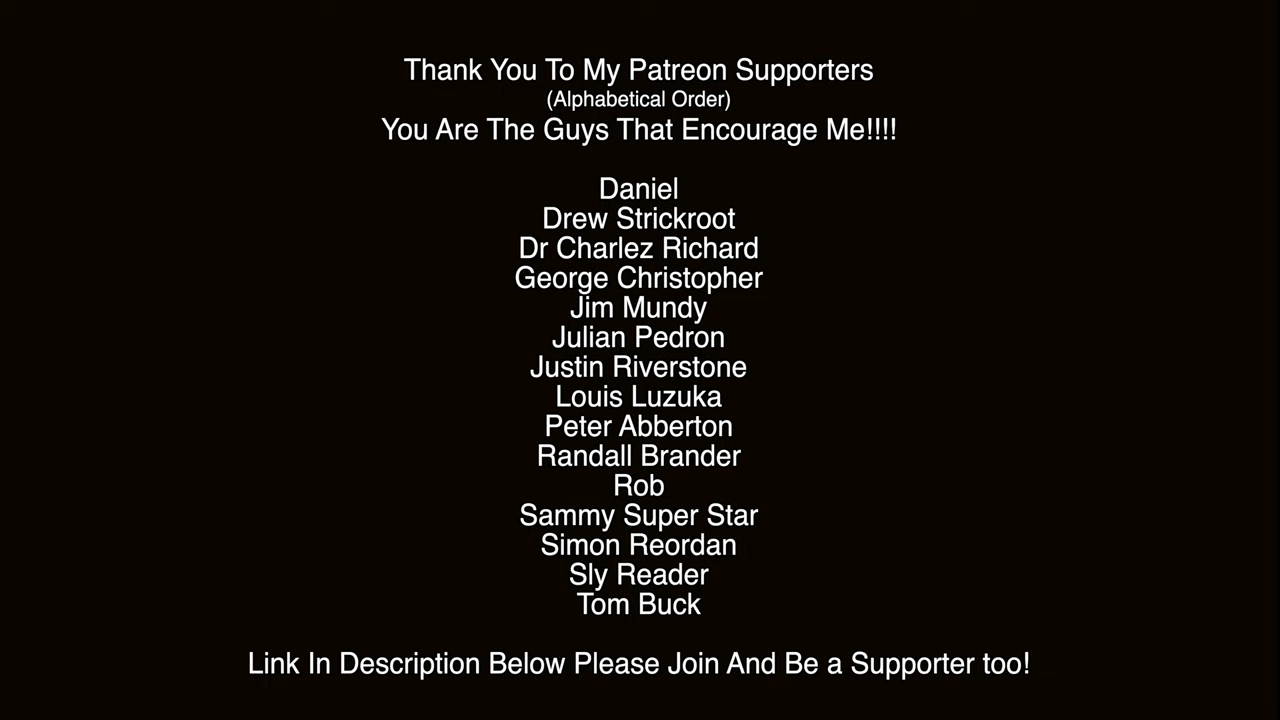 Thank You To My Patreon Supporters
(Alphabetical Order)
You Are The Guys That Encourage Me!!!!
Daniel
Drew Strickroot
Dr Charlez Richard
George Christopher
Jim Mundy
Julian Pedron
Justin Riverstone
Louis Luzuka
Peter Abberton
Randall Brander
Rob
Sammy Super Star
Simon Reordan
Sly Reader
Tom Buck
Link In Description Below Please Join And Be a Supporter too!